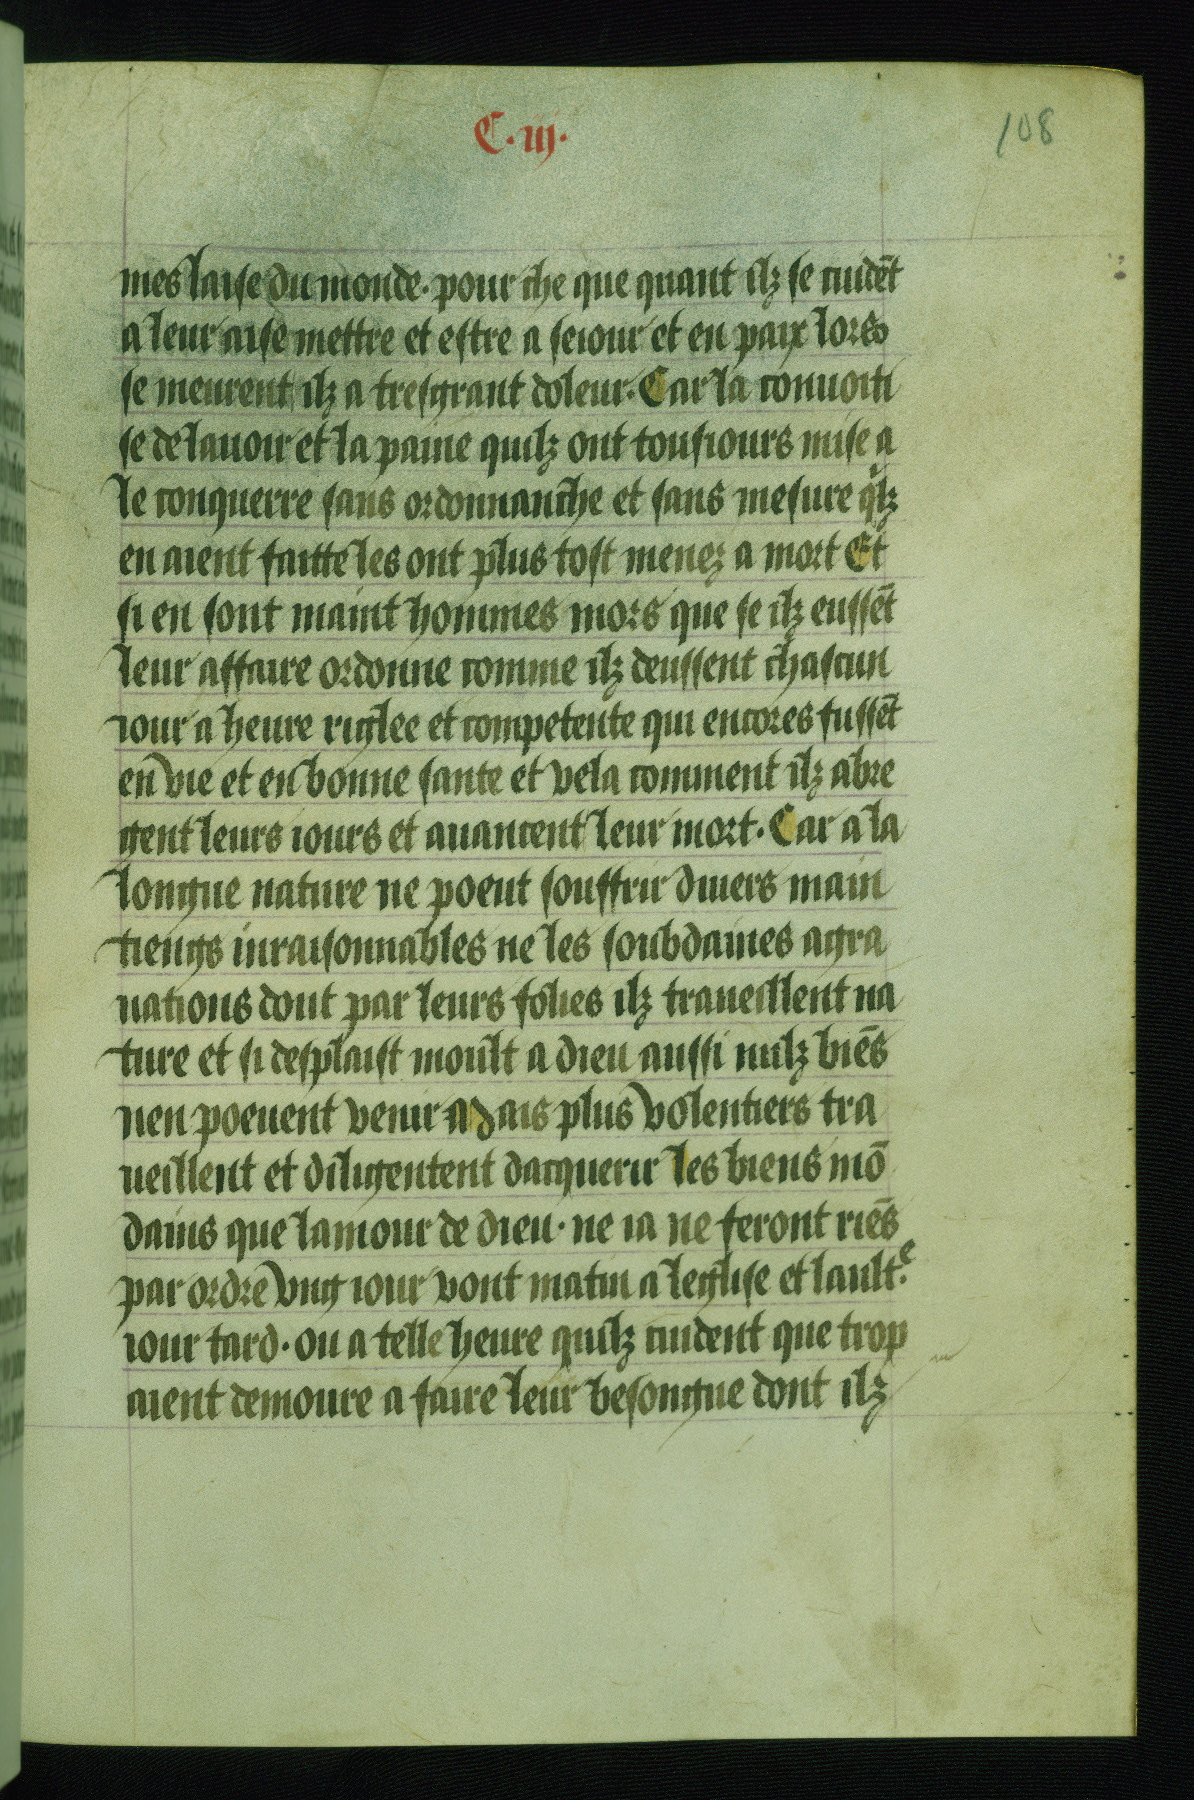 C. iij.
108
mes laise du monde. pour che que quant ilz se cuidēt
a leur aise mettre et estre a seiour et en paix lors
se meurent ilz a tresgrant doleur. Car la conuoiti
se de lauoir et la paine quilz ont tousiours mise a
le conquerre sans ordonnanche et sans mesure qͥlz
en aient faitte les ont plus tost menez a mort Et
si en sont maint hommes mors que se ilz eussēt
leur affaire ordonne comme ilz deussent chascun
iour a heure riglee et competente qui encores fussēt
en vie et en bonne sante et vela comment ilz abre
gent leurs iours et auancent leur mort. Car a la
longue nature ne poeut souffrir diuers main
tiengs inraisonnables ne les soubdaines agra
uations dont par leurs folies ilz traueillent na
ture et si desplaist moult a dieu aussi nulz biēs
nen poeuent venir Mais plus volentiers tra
ueillent et diligentent dacquerir les biens mō
dains que lamour de dieu. ne ia ne feront riēs
par ordre vng iour vont matin a leglise et lault.ͤ
iour tard. ou a telle heure quilz cuident que trop
aient demoure a faire leur besongne dont ilz